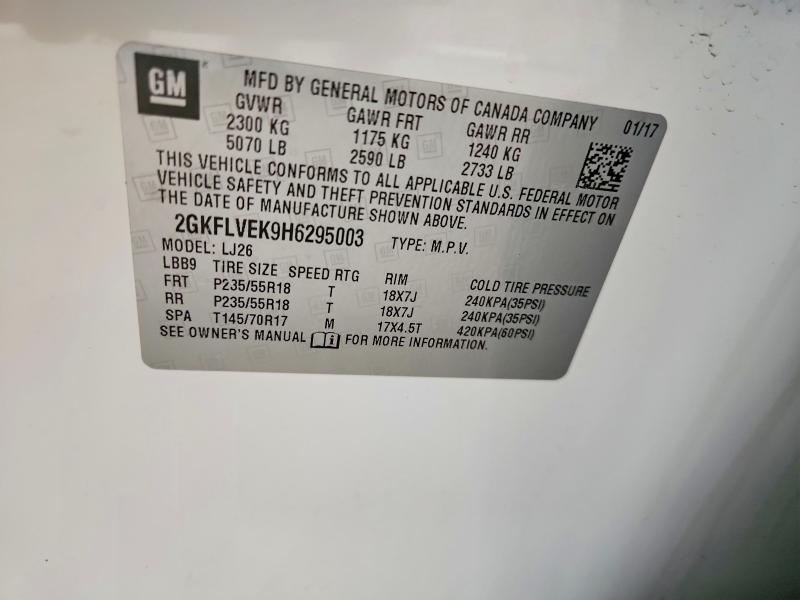 GM
MFD BY GENERAL MOTORS OF CANADA COMPANY
GVWR GAWR FRT GAWR RR 01/17
2300 KG 1175 KG 1240 KG
5070 LB 2590 LB 2733 LB
THIS VEHICLE CONFORMS TO ALL APPLICABLE U.S. FEDERAL MOTOR
VEHICLE SAFETY AND THEFT PREVENTION STANDARDS IN EFFECT ON
THE DATE OF MANUFACTURE SHOWN ABOVE.
2GKFLVEK9H6295003 TYPE: M.P.V.
MODEL: LJ26
LBB9 TIRE SIZE SPEED RTG RIM COLD TIRE PRESSURE
FRT P235/55R18 T 18X7J 240KPA(35PSI)
RR P235/55R18 T 18X7J 240KPA(35PSI)
SPA T145/70R17 M 17X4.5T 420KPA(60PSI)
SEE OWNERS MANUAL i FOR MORE INFORMATION.